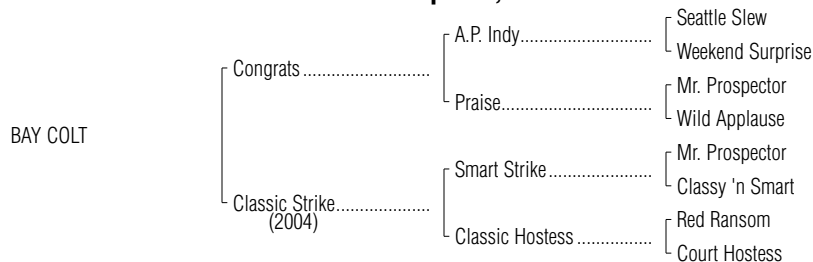 Seattle Slew
A.P. Indy
Weekend Surprise
Congrats
Mr. Prospector
Praise
Wild Applause
BAY COLT
Mr. Prospector
Smart Strike
Classy 'n Smart
Classic Strike
(2004)
Red Ransom
Classic Hostess
Court Hostess